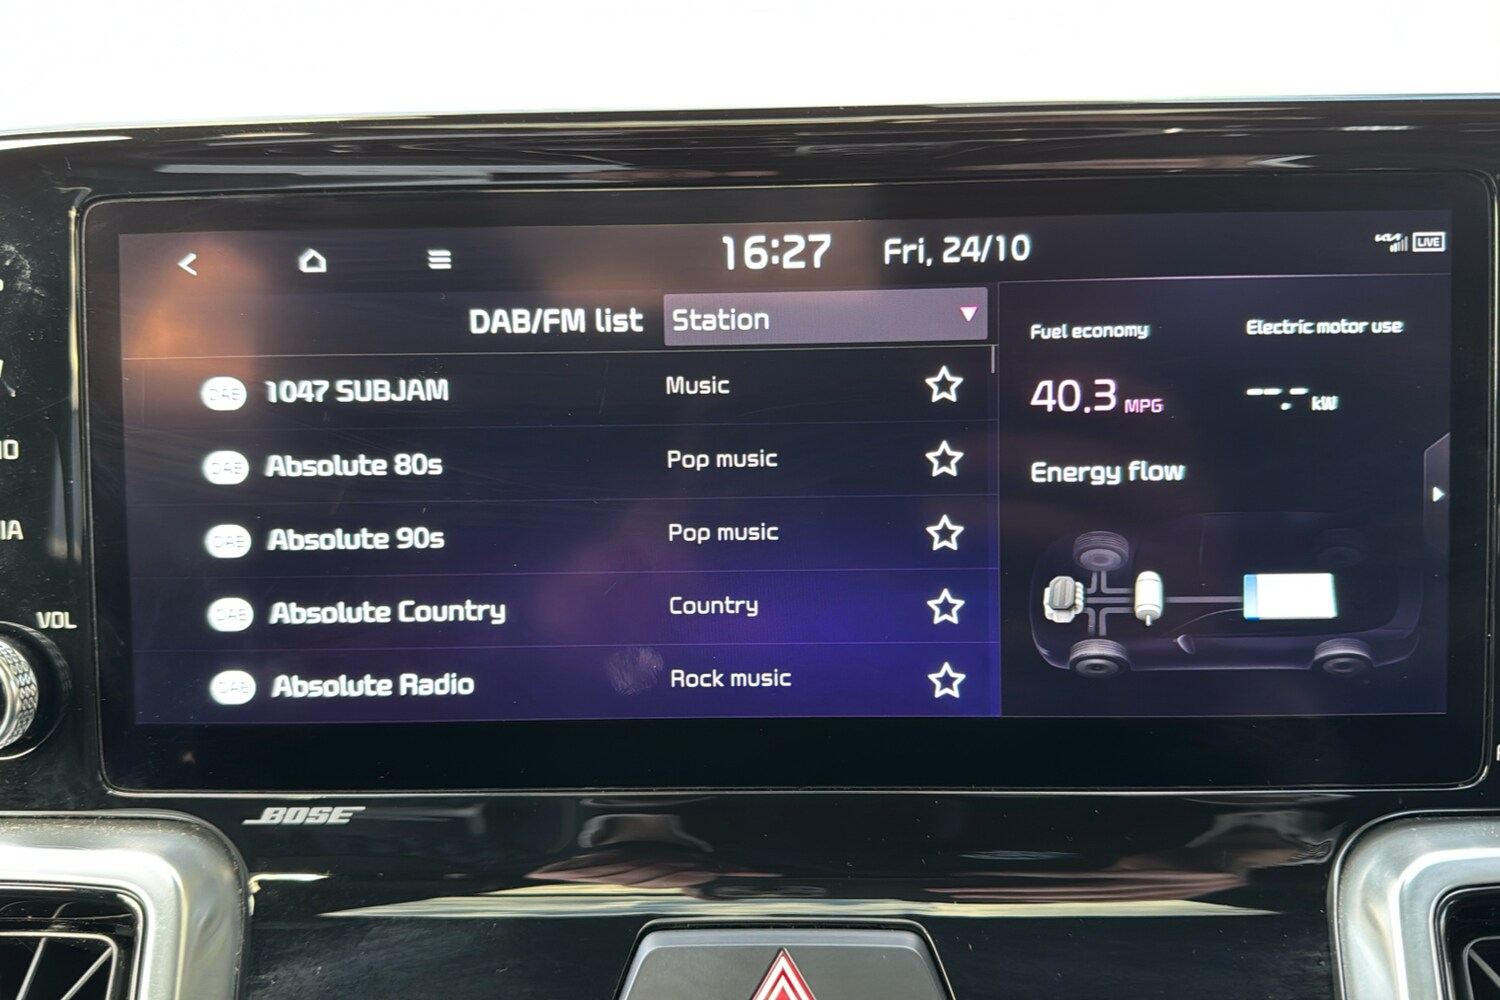 16:27 Fri, 24/10
KIA LIVE
DAB/FM list Station
DAB 1047 SUBJAM Music
DAB Absolute 80s Pop music
DAB Absolute 90s Pop music
DAB Absolute Country Country
DAB Absolute Radio Rock music
Fuel economy Electric motor use
40.3 MPG --.- kW
Energy flow
VOL
BOSE